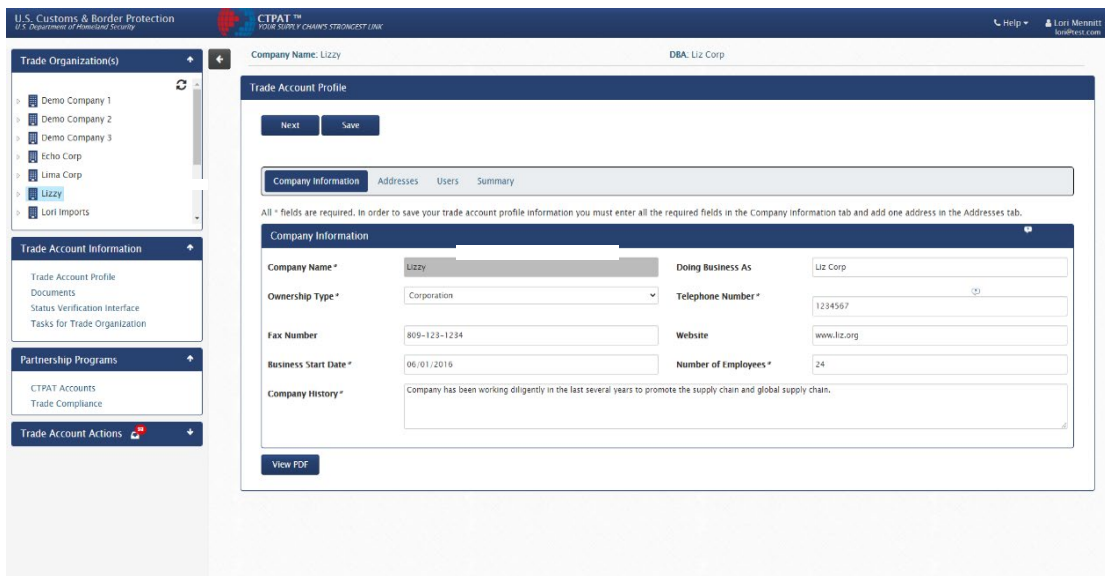 U.S. Customs & Border Protection
U.S. Department of Homeland Security
CTPAT ™
YOUR SUPPLY CHAIN'S STRONGEST LINK
Help
Lori Mennitt
lori@test.com
Trade Organization(s)
Demo Company 1
Demo Company 2
Demo Company 3
Echo Corp
Lima Corp
Lizzy
Lori Imports
Trade Account Information
Trade Account Profile
Documents
Status Verification Interface
Tasks for Trade Organization
Partnership Programs
CTPAT Accounts
Trade Compliance
Trade Account Actions
Company Name: Lizzy
DBA: Liz Corp
Trade Account Profile
Next Save
Company Information Addresses Users Summary
All * fields are required. In order to save your trade account profile information you must enter all the required fields in the Company Information tab and add one address in the Addresses tab.
Company Information
Company Name* Lizzy Doing Business As Liz Corp
Ownership Type* Corporation Telephone Number* 1234567
Fax Number 809-123-1234 Website www.liz.org
Business Start Date* 06/01/2016 Number of Employees* 24
Company History* Company has been working diligently in the last several years to promote the supply chain and global supply chain.
View PDF